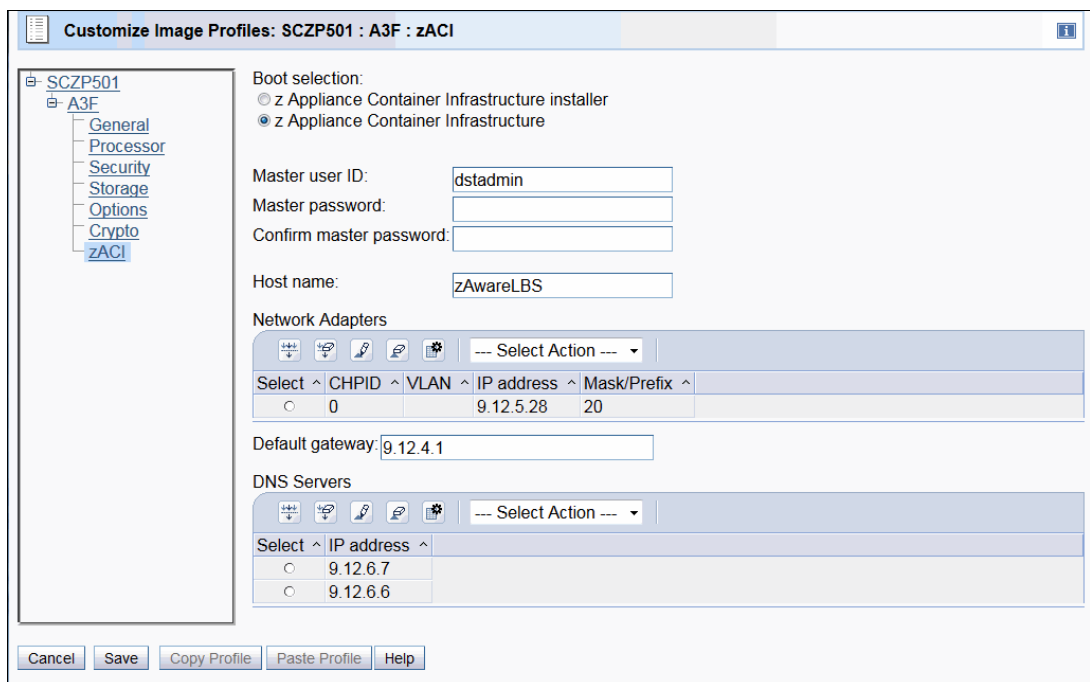 Customize Image Profiles: SCZP501 : A3F : zACI
i
SCZP501
A3F
General
Processor
Security
Storage
Options
Crypto
zACI
Boot selection:
z Appliance Container Infrastructure installer
z Appliance Container Infrastructure
Master user ID: dstadmin
Master password:
Confirm master password:
Host name: zAwareLBS
Network Adapters
--- Select Action ---
Select ^ CHPID ^ VLAN ^ IP address ^ Mask/Prefix ^
0 9.12.5.28 20
Default gateway: 9.12.4.1
DNS Servers
--- Select Action ---
Select ^ IP address ^
9.12.6.7
9.12.6.6
Cancel Save Copy Profile Paste Profile Help